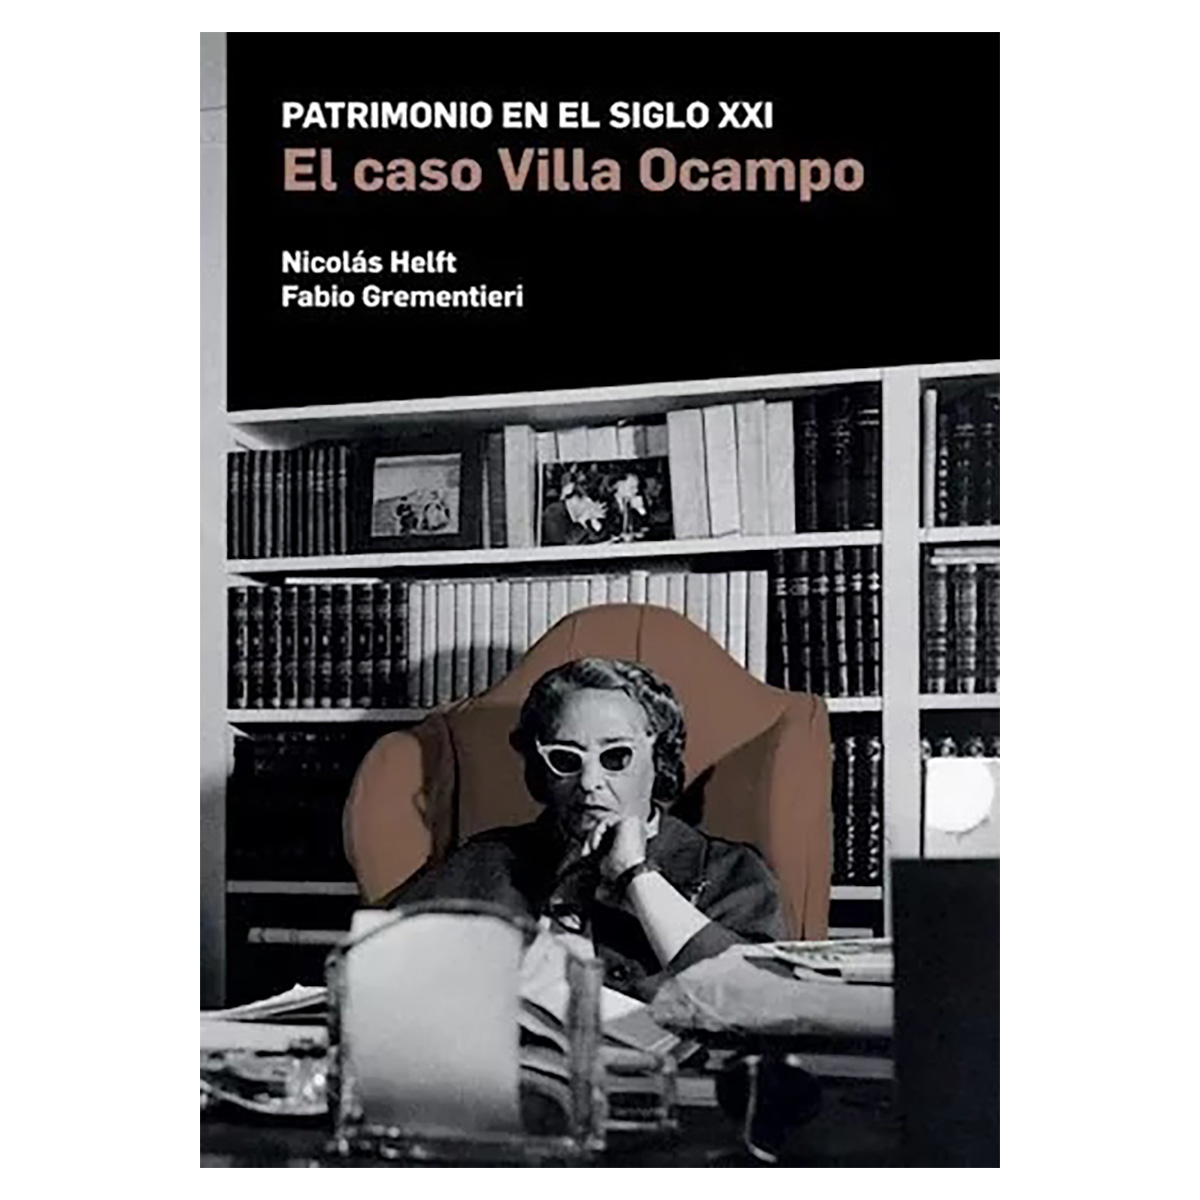 PATRIMONIO EN EL SIGLO XXI
El caso Villa Ocampo
Nicolás Helft
Fabio Grementieri